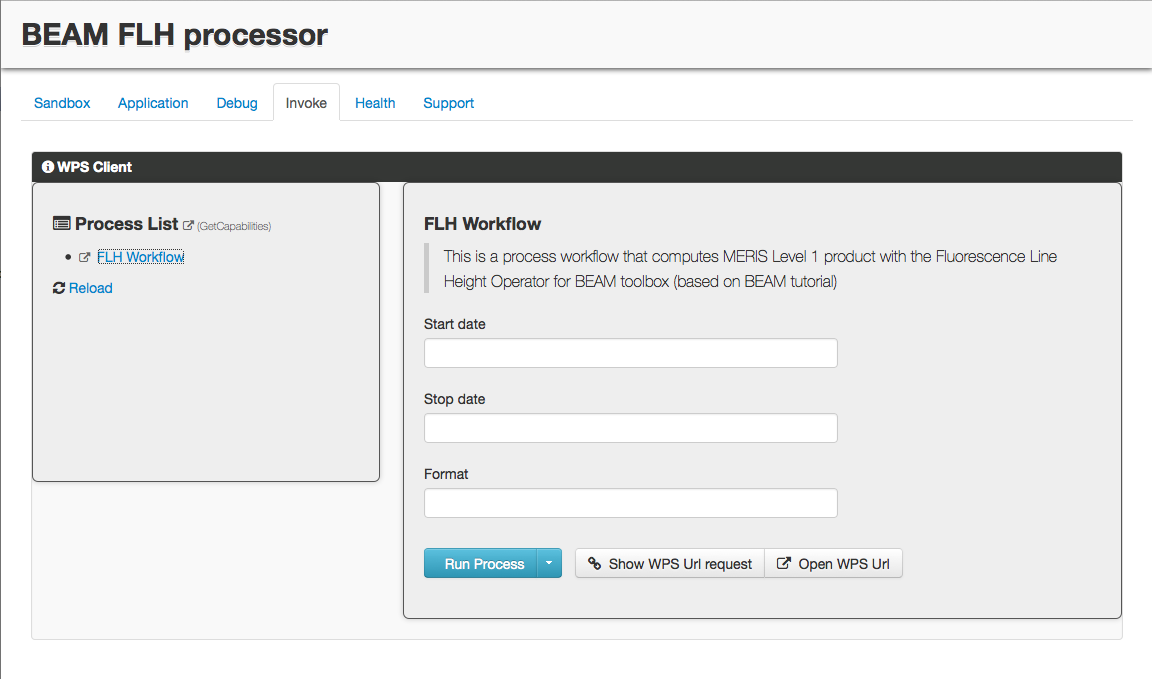 BEAM FLH processor
Sandbox Application Debug Invoke Health Support
WPS Client
Process List (GetCapabilities)
FLH Workflow
Reload
FLH Workflow
This is a process workflow that computes MERIS Level 1 product with the Fluorescence Line
Height Operator for BEAM toolbox (based on BEAM tutorial)
Start date
Stop date
Format
Run Process Show WPS Url request Open WPS Url